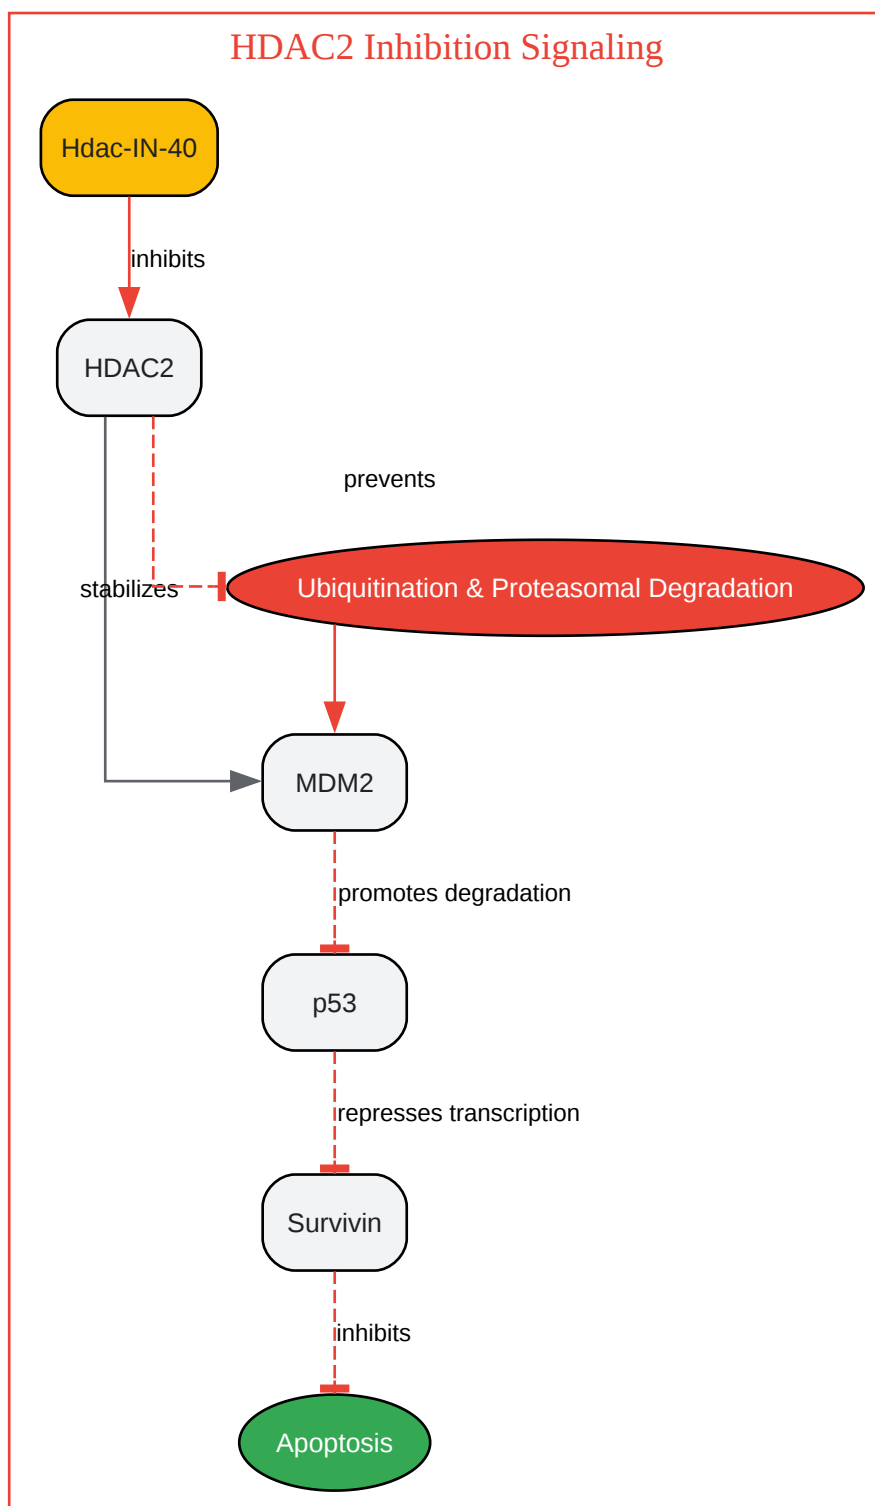 HDAC2 Inhibition Signaling
Hdac-IN-40
inhibits
HDAC2
prevents
stabilizes
Ubiquitination & Proteasomal Degradation
MDM2
promotes degradation
p53
represses transcription
Survivin
inhibits
Apoptosis